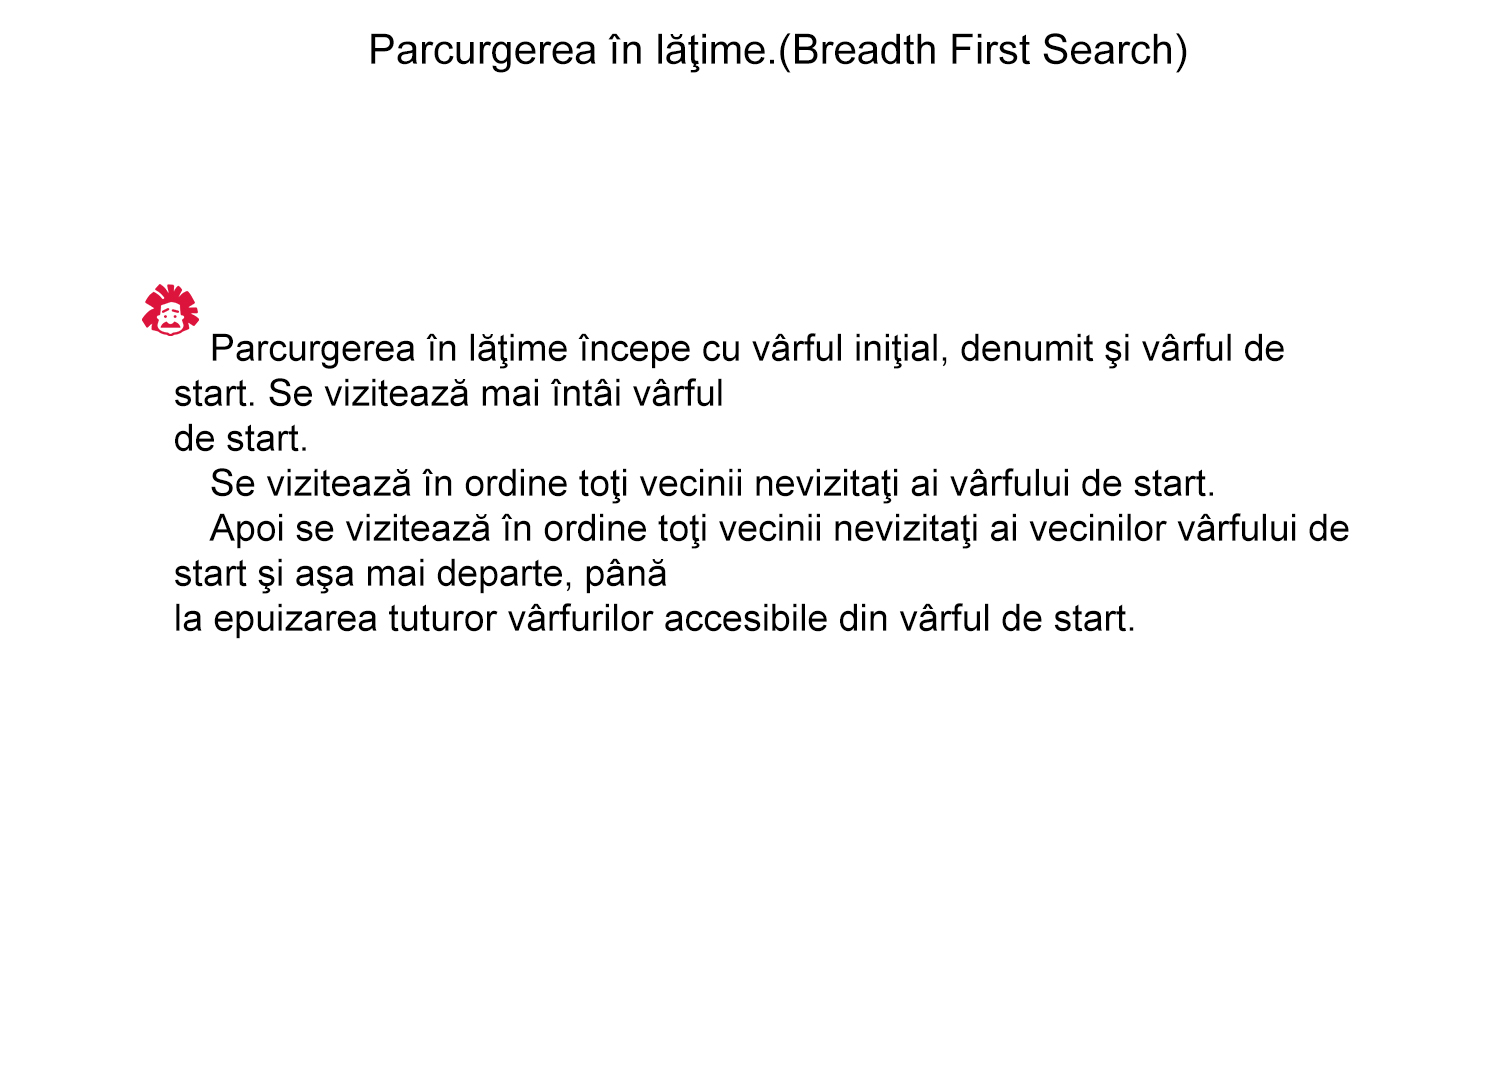 Parcurgerea în lăţime.(Breadth First Search)
Parcurgerea în lăţime începe cu vârful iniţial, denumit şi vârful de
start. Se vizitează mai întâi vârful
de start.
Se vizitează în ordine toţi vecinii nevizitaţi ai vârfului de start.
Apoi se vizitează în ordine toţi vecinii nevizitaţi ai vecinilor vârfului de
start şi aşa mai departe, până
la epuizarea tuturor vârfurilor accesibile din vârful de start.